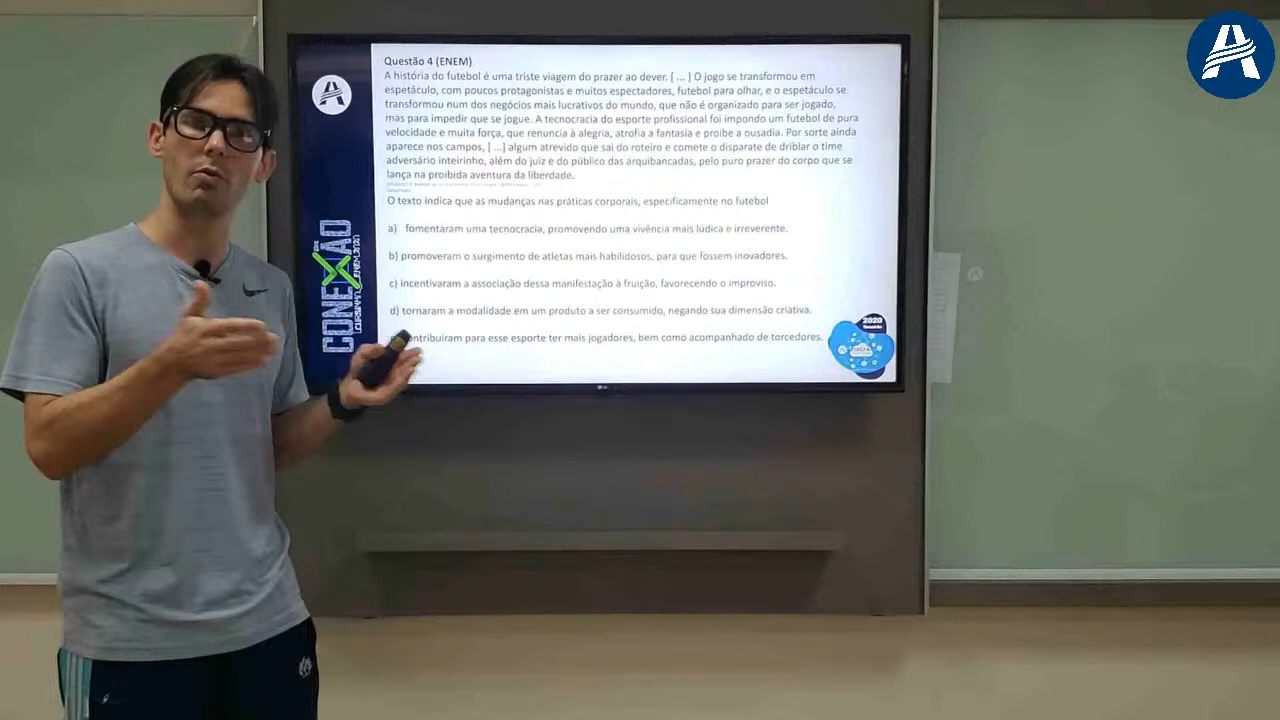 Questão 4 (ENEM)
A história do futebol é uma triste viagem do prazer ao dever. [ ... ] O jogo se transformou em
espetáculo, com poucos protagonistas e muitos espectadores, futebol para olhar, e o espetáculo se
transformou num dos negócios mais lucrativos do mundo, que não é organizado para ser jogado,
mas para impedir que se jogue. A tecnocracia do esporte profissional foi impondo um futebol de pura
velocidade e muita força, que renuncia à alegria, atrofia a fantasia e proíbe a ousadia. Por sorte ainda
aparece nos campos, [ ...] algum atrevido que sai do roteiro e comete o disparate de driblar o time
adversário inteirinho, além do juiz e do público das arquibancadas, pelo puro prazer do corpo que se
lança na proibida aventura da liberdade.
O texto indica que as mudanças nas práticas corporais, especificamente no futebol
a) fomentaram uma tecnocracia, promovendo uma vivência mais lúdica e irreverente.
b) promoveram o surgimento de atletas mais habilidosos, para que fossem inovadores.
c) incentivaram a associação dessa manifestação à fruição, favorecendo o improviso.
d) tornaram a modalidade em um produto a ser consumido, negando sua dimensão criativa.
ontribuíram para esse esporte ter mais jogadores, bem como acompanhado de torcedores.
CONEXÃO
2020
LG